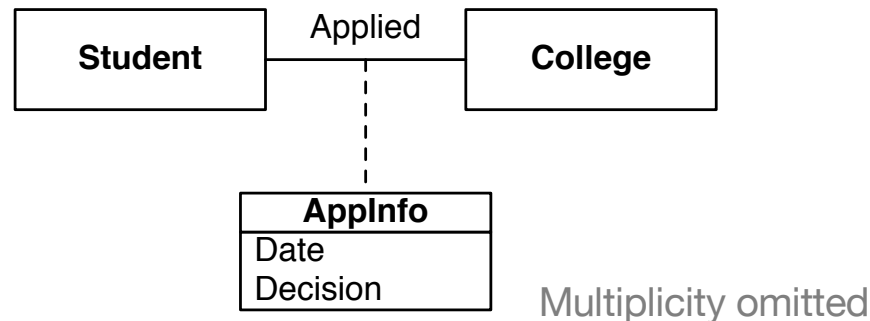 Applied
Student
College
AppInfo
Date
Decision
Multiplicity omitted